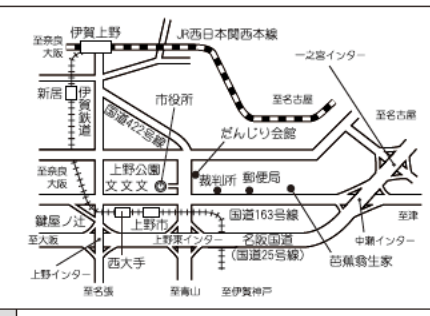 伊賀上野
JR西日本関西本線
至奈良
大阪
一之宮インター
新居
伊賀鉄道
市役所
至名古屋
至名古屋
国道422号線
だんじり会館
至奈良
大阪
上野公園
文文文
裁判所
郵便局
鍵屋ノ辻
上野市
国道163号線
至津
至大阪
西大手
上野東インター
名阪国道
(国道25号線)
中瀬インター
芭蕉翁生家
上野インター
至名張
至青山
至伊賀神戸